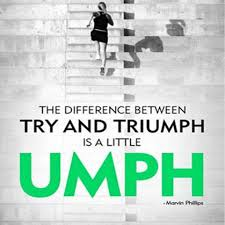 THE DIFFERENCE BETWEEN
TRY AND TRIUMPH
IS A LITTLE
UMPH
-Marvin Phillips